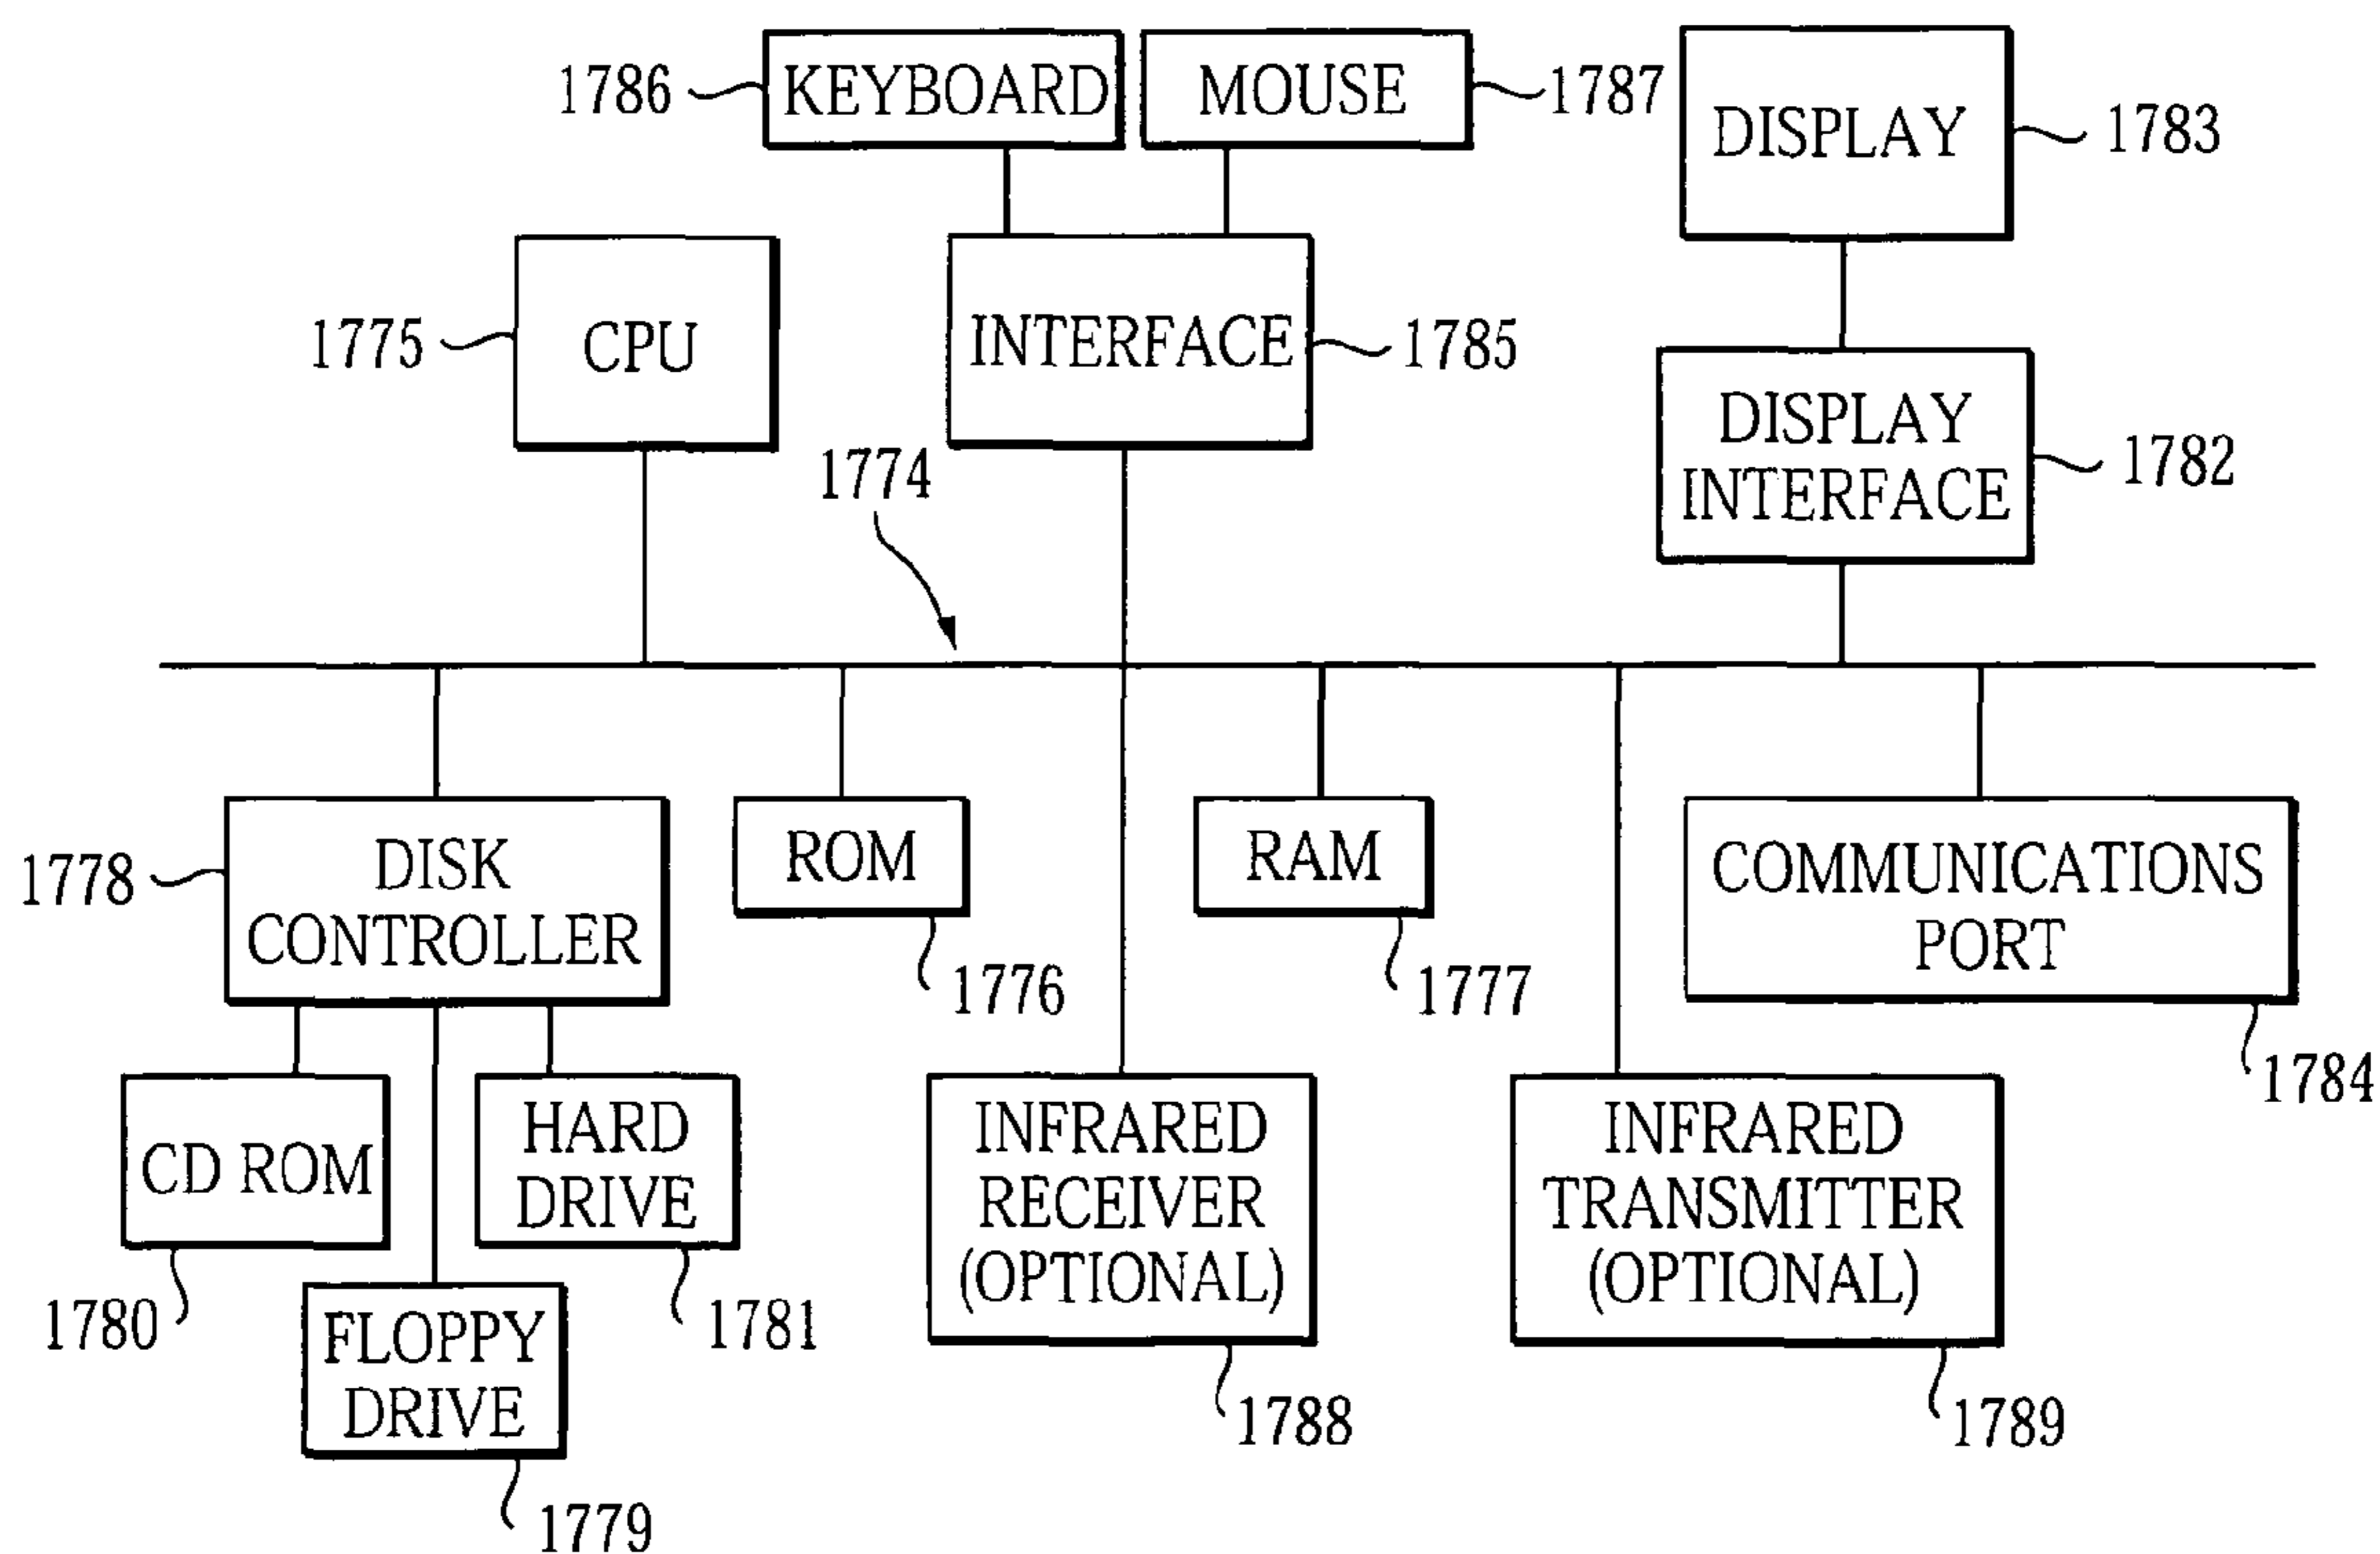 1786
KEYBOARD
MOUSE
1787
DISPLAY
1783
1775
CPU
INTERFACE
1785
DISPLAY
INTERFACE
1782
1774
1778
DISK
CONTROLLER
ROM
1776
RAM
1777
COMMUNICATIONS
PORT
1784
CD ROM
1780
HARD
DRIVE
1781
FLOPPY
DRIVE
1779
INFRARED
RECEIVER
(OPTIONAL)
1788
INFRARED
TRANSMITTER
(OPTIONAL)
1789